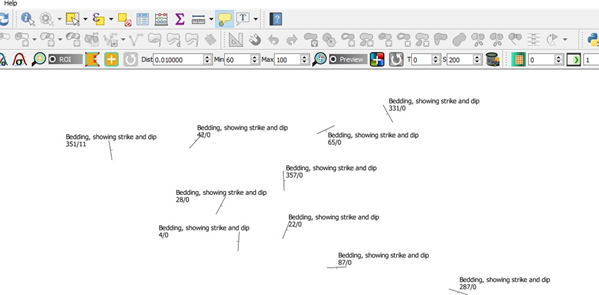 Help
Σ
T
ROI
Dist 0.010000
Min 60
Max 100
Preview
T 0
S 200
0
1
Bedding, showing strike and dip
331/0
Bedding, showing strike and dip
42/0
Bedding, showing strike and dip
65/0
Bedding, showing strike and dip
351/11
Bedding, showing strike and dip
357/0
Bedding, showing strike and dip
28/0
Bedding, showing strike and dip
22/0
Bedding, showing strike and dip
4/0
Bedding, showing strike and dip
87/0
Bedding, showing strike and dip
287/0